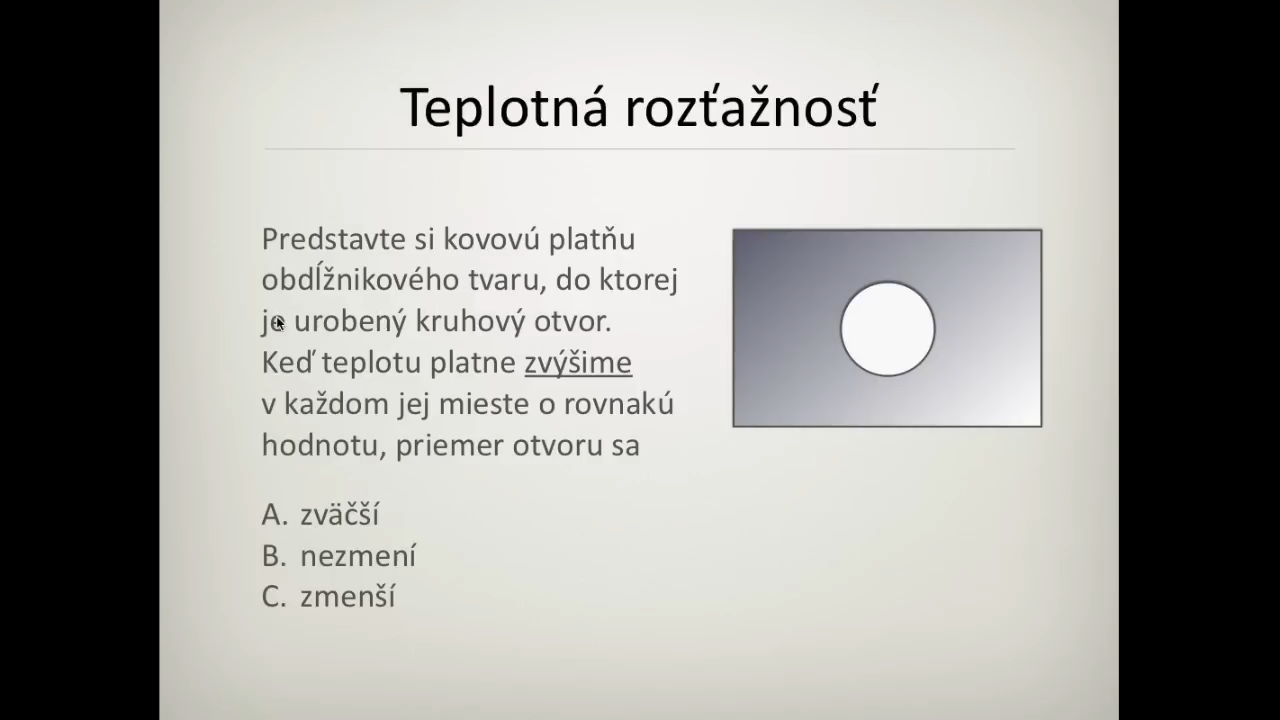 Teplotná rozťažnosť
Predstavte si kovovú platňu
obdĺžnikového tvaru, do ktorej
je urobený kruhový otvor.
Keď teplotu platne zvýšime
v každom jej mieste o rovnakú
hodnotu, priemer otvoru sa
A. zväčší
B. nezmení
C. zmenší